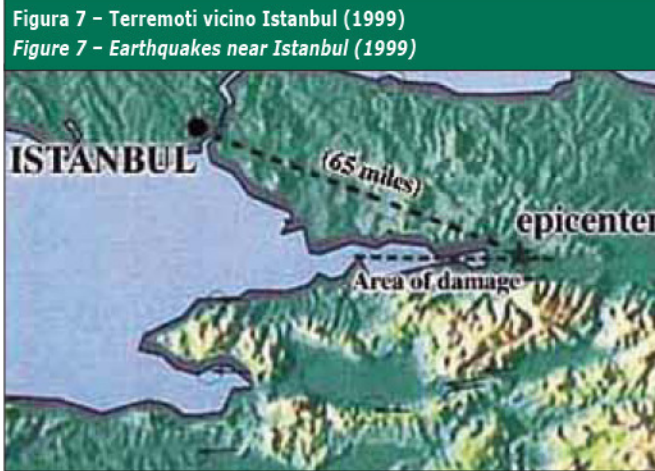 Figura 7 – Terremoti vicino Istanbul (1999)
Figure 7 – Earthquakes near Istanbul (1999)
ISTANBUL
(65 miles)
epicenter
Area of damage